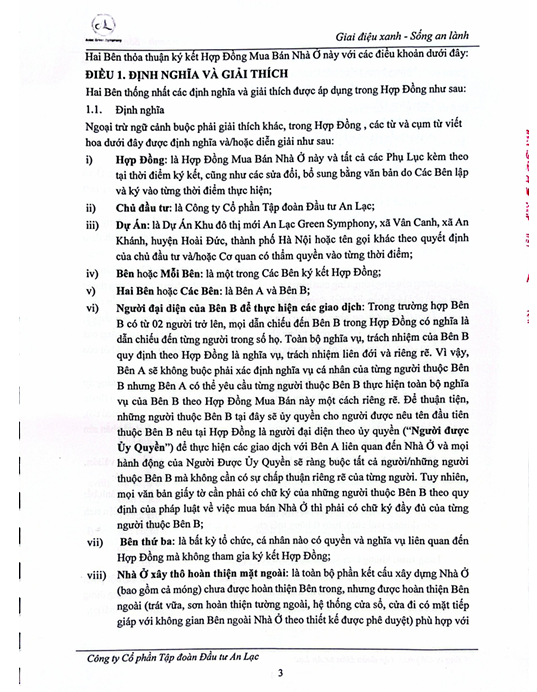 Giai điệu xanh - Sống an lành
Hai Bên thỏa thuận ký kết Hợp Đồng Mua Bán Nhà Ở này với các điều khoản dưới đây:
ĐIỀU 1. ĐỊNH NGHĨA VÀ GIẢI THÍCH
Hai Bên thống nhất các định nghĩa và giải thích được áp dụng trong Hợp Đồng như sau:
1.1. Định nghĩa
Ngoại trừ ngữ cảnh buộc phải giải thích khác, trong Hợp Đồng , các từ và cụm từ viết
hoa dưới đây được định nghĩa và/hoặc diễn giải như sau:
i) Hợp Đồng: là Hợp Đồng Mua Bán Nhà Ở này và tất cả các Phụ Lục kèm theo
tại thời điểm ký kết, cũng như các sửa đổi, bổ sung bằng văn bản do Các Bên lập
và ký vào từng thời điểm thực hiện;
ii) Chủ đầu tư: là Công ty Cổ phần Tập đoàn Đầu tư An Lạc;
iii) Dự Án: là Dự Án Khu đô thị mới An Lạc Green Symphony, xã Vân Canh, xã An
Khánh, huyện Hoài Đức, thành phố Hà Nội hoặc tên gọi khác theo quyết định
của chủ đầu tư và/hoặc Cơ quan có thẩm quyền vào từng thời điểm;
iv) Bên hoặc Mỗi Bên: là một trong Các Bên ký kết Hợp Đồng;
v) Hai Bên hoặc Các Bên: là Bên A và Bên B;
vi) Người đại diện của Bên B để thực hiện các giao dịch: Trong trường hợp Bên
B có từ 02 người trở lên, mọi dẫn chiếu đến Bên B trong Hợp Đồng có nghĩa là
dẫn chiếu đến từng người trong số họ. Toàn bộ nghĩa vụ, trách nhiệm của Bên B
quy định theo Hợp Đồng là nghĩa vụ, trách nhiệm liên đới và riêng rẽ. Vì vậy,
Bên A sẽ không buộc phải xác định nghĩa vụ cá nhân của từng người thuộc Bên
B nhưng Bên A có thể yêu cầu từng người thuộc Bên B thực hiện toàn bộ nghĩa
vụ của Bên B theo Hợp Đồng Mua Bán này một cách riêng rẽ. Để thuận tiện,
những người thuộc Bên B tại đây sẽ ủy quyền cho người được nêu tên đầu tiên
thuộc Bên B nêu tại Hợp Đồng là người đại diện theo ủy quyền ("Người được
Ủy Quyền") để thực hiện các giao dịch với Bên A liên quan đến Nhà Ở và mọi
hành động của Người Được Ủy Quyền sẽ ràng buộc tất cả người/những người
thuộc Bên B mà không cần có sự chấp thuận riêng rẽ của từng người. Tuy nhiên,
mọi văn bản giấy tờ cần phải có chữ ký của những người thuộc Bên B theo quy
định của pháp luật về việc mua bán Nhà Ở thì phải có chữ ký đầy đủ của từng
người thuộc Bên B;
vii) Bên thứ ba: là bất kỳ tổ chức, cá nhân nào có quyền và nghĩa vụ liên quan đến
Hợp Đồng mà không tham gia ký kết Hợp Đồng;
viii) Nhà Ở xây thô hoàn thiện mặt ngoài: là toàn bộ phần kết cấu xây dựng Nhà Ở
(bao gồm cả móng) chưa được hoàn thiện Bên trong, nhưng được hoàn thiện Bên
ngoài (trát vữa, sơn hoàn thiện tường ngoài, hệ thống cửa sổ, cửa đi có mặt tiếp
giáp với không gian Bên ngoài Nhà Ở theo thiết kế được phê duyệt) phù hợp với
Công ty Cổ phần Tập đoàn Đầu tư An Lạc
3